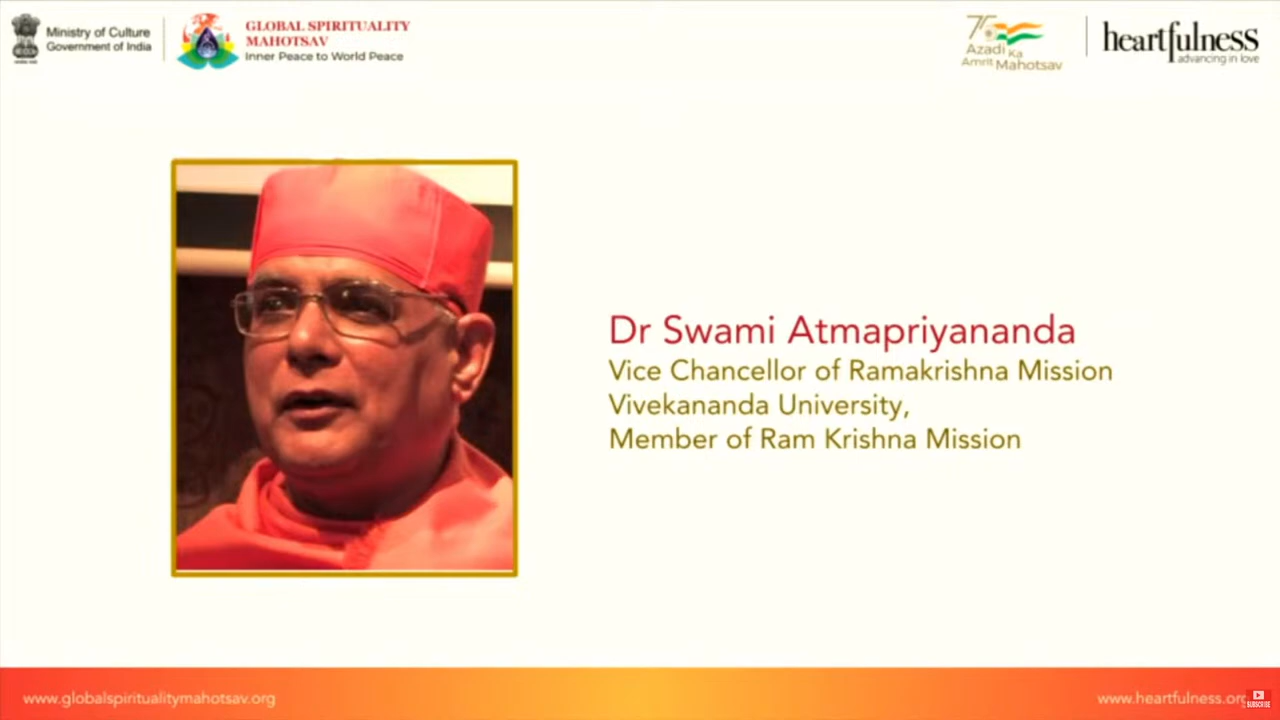 Ministry of Culture
Government of India
GLOBAL SPIRITUALITY
MAHOTSAV
Inner Peace to World Peace
75
Azadi Ka
Amrit Mahotsav
heartfulness
advancing in love
Dr Swami Atmapriyananda
Vice Chancellor of Ramakrishna Mission
Vivekananda University,
Member of Ram Krishna Mission
www.globalspiritualitymahotsav.org
www.heartfulness.org
SUBSCRIBE